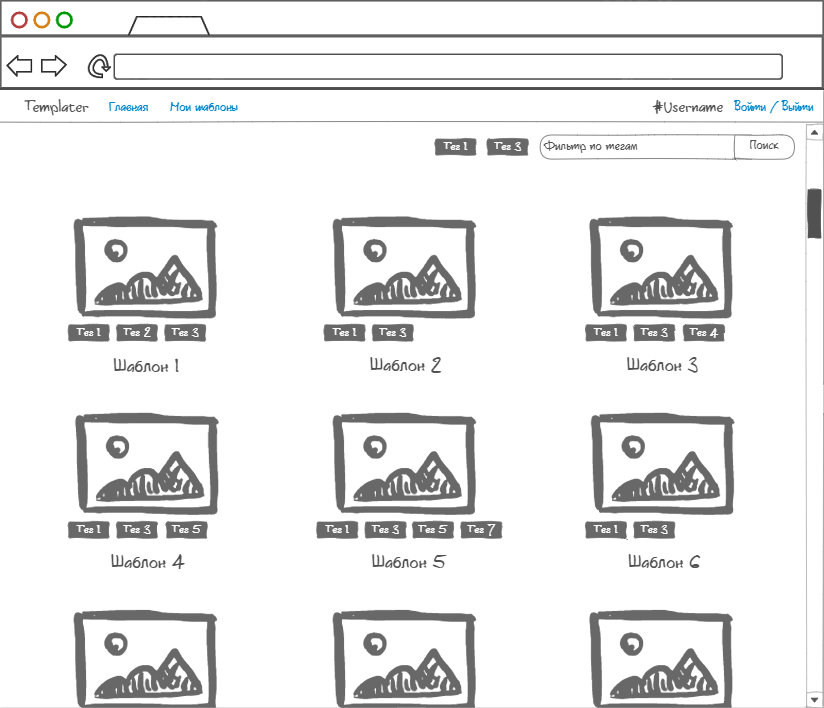 Templater Главная Мои шаблоны #Username Войти / Выйти
Тег 1 Тег 3 Фильтр по тегам Поиск
Тег 1 Тег 2 Тег 3 Тег 1 Тег 3 Тег 1 Тег 3 Тег 4
Шаблон 1 Шаблон 2 Шаблон 3
Тег 1 Тег 3 Тег 5 Тег 1 Тег 3 Тег 5 Тег 7 Тег 1 Тег 3
Шаблон 4 Шаблон 5 Шаблон 6